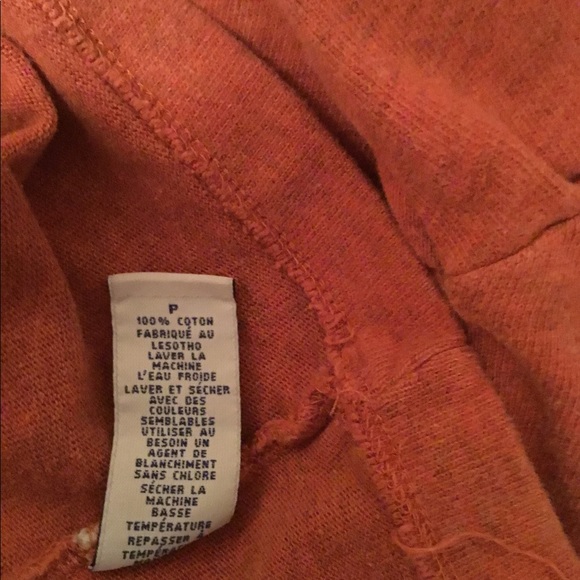 P
100% COTON
FABRIQUÉ AU
LESOTHO
LAVER LA
MACHINE
L'EAU FROIDE
LAVER ET SÉCHER
AVEC DES
COULEURS
SEMBLABLES
UTILISER AU
BESOIN UN
AGENT DE
BLANCHIMENT
SANS CHLORE
SÉCHER LA
MACHINE
BASSE
TEMPÉRATURE
REPASSER À